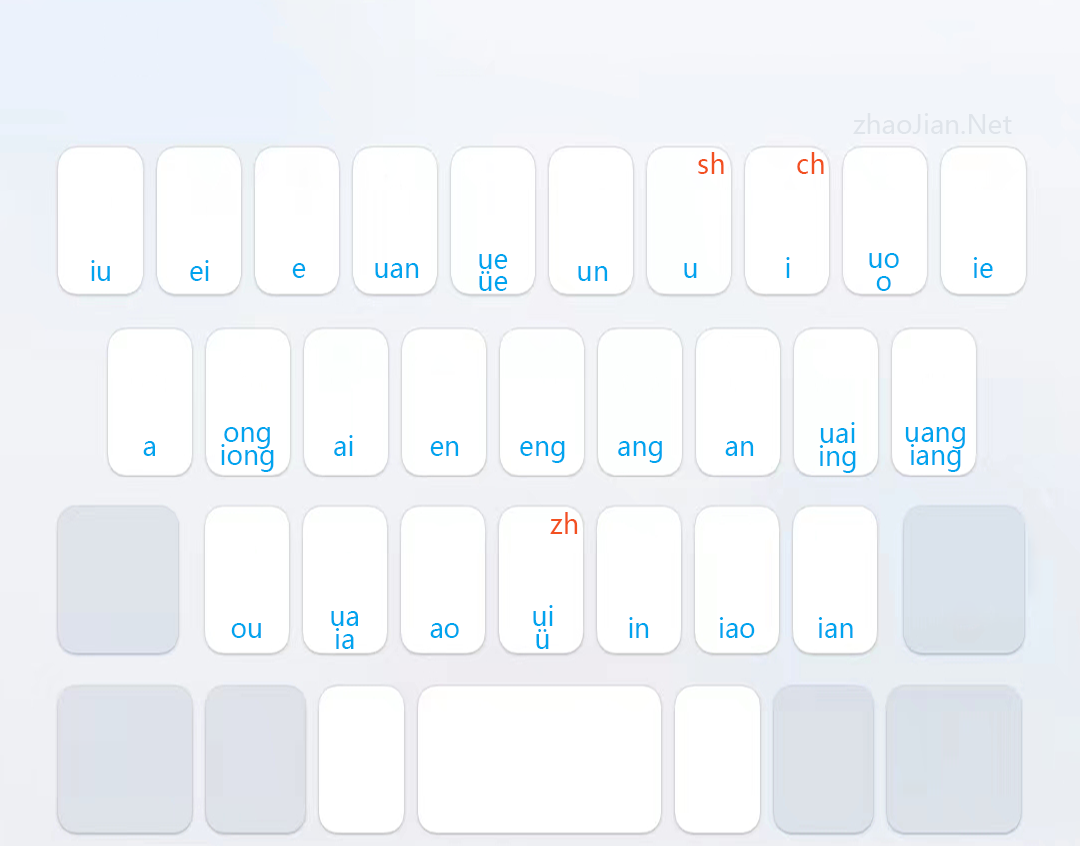 zhaoJian.Net
sh
ch
iu
ei
e
uan
ue
üe
un
u
i
uo
o
ie
a
ong
iong
ai
en
eng
ang
an
uai
ing
uang
iang
zh
ou
ua
ia
ao
ui
ü
in
iao
ian